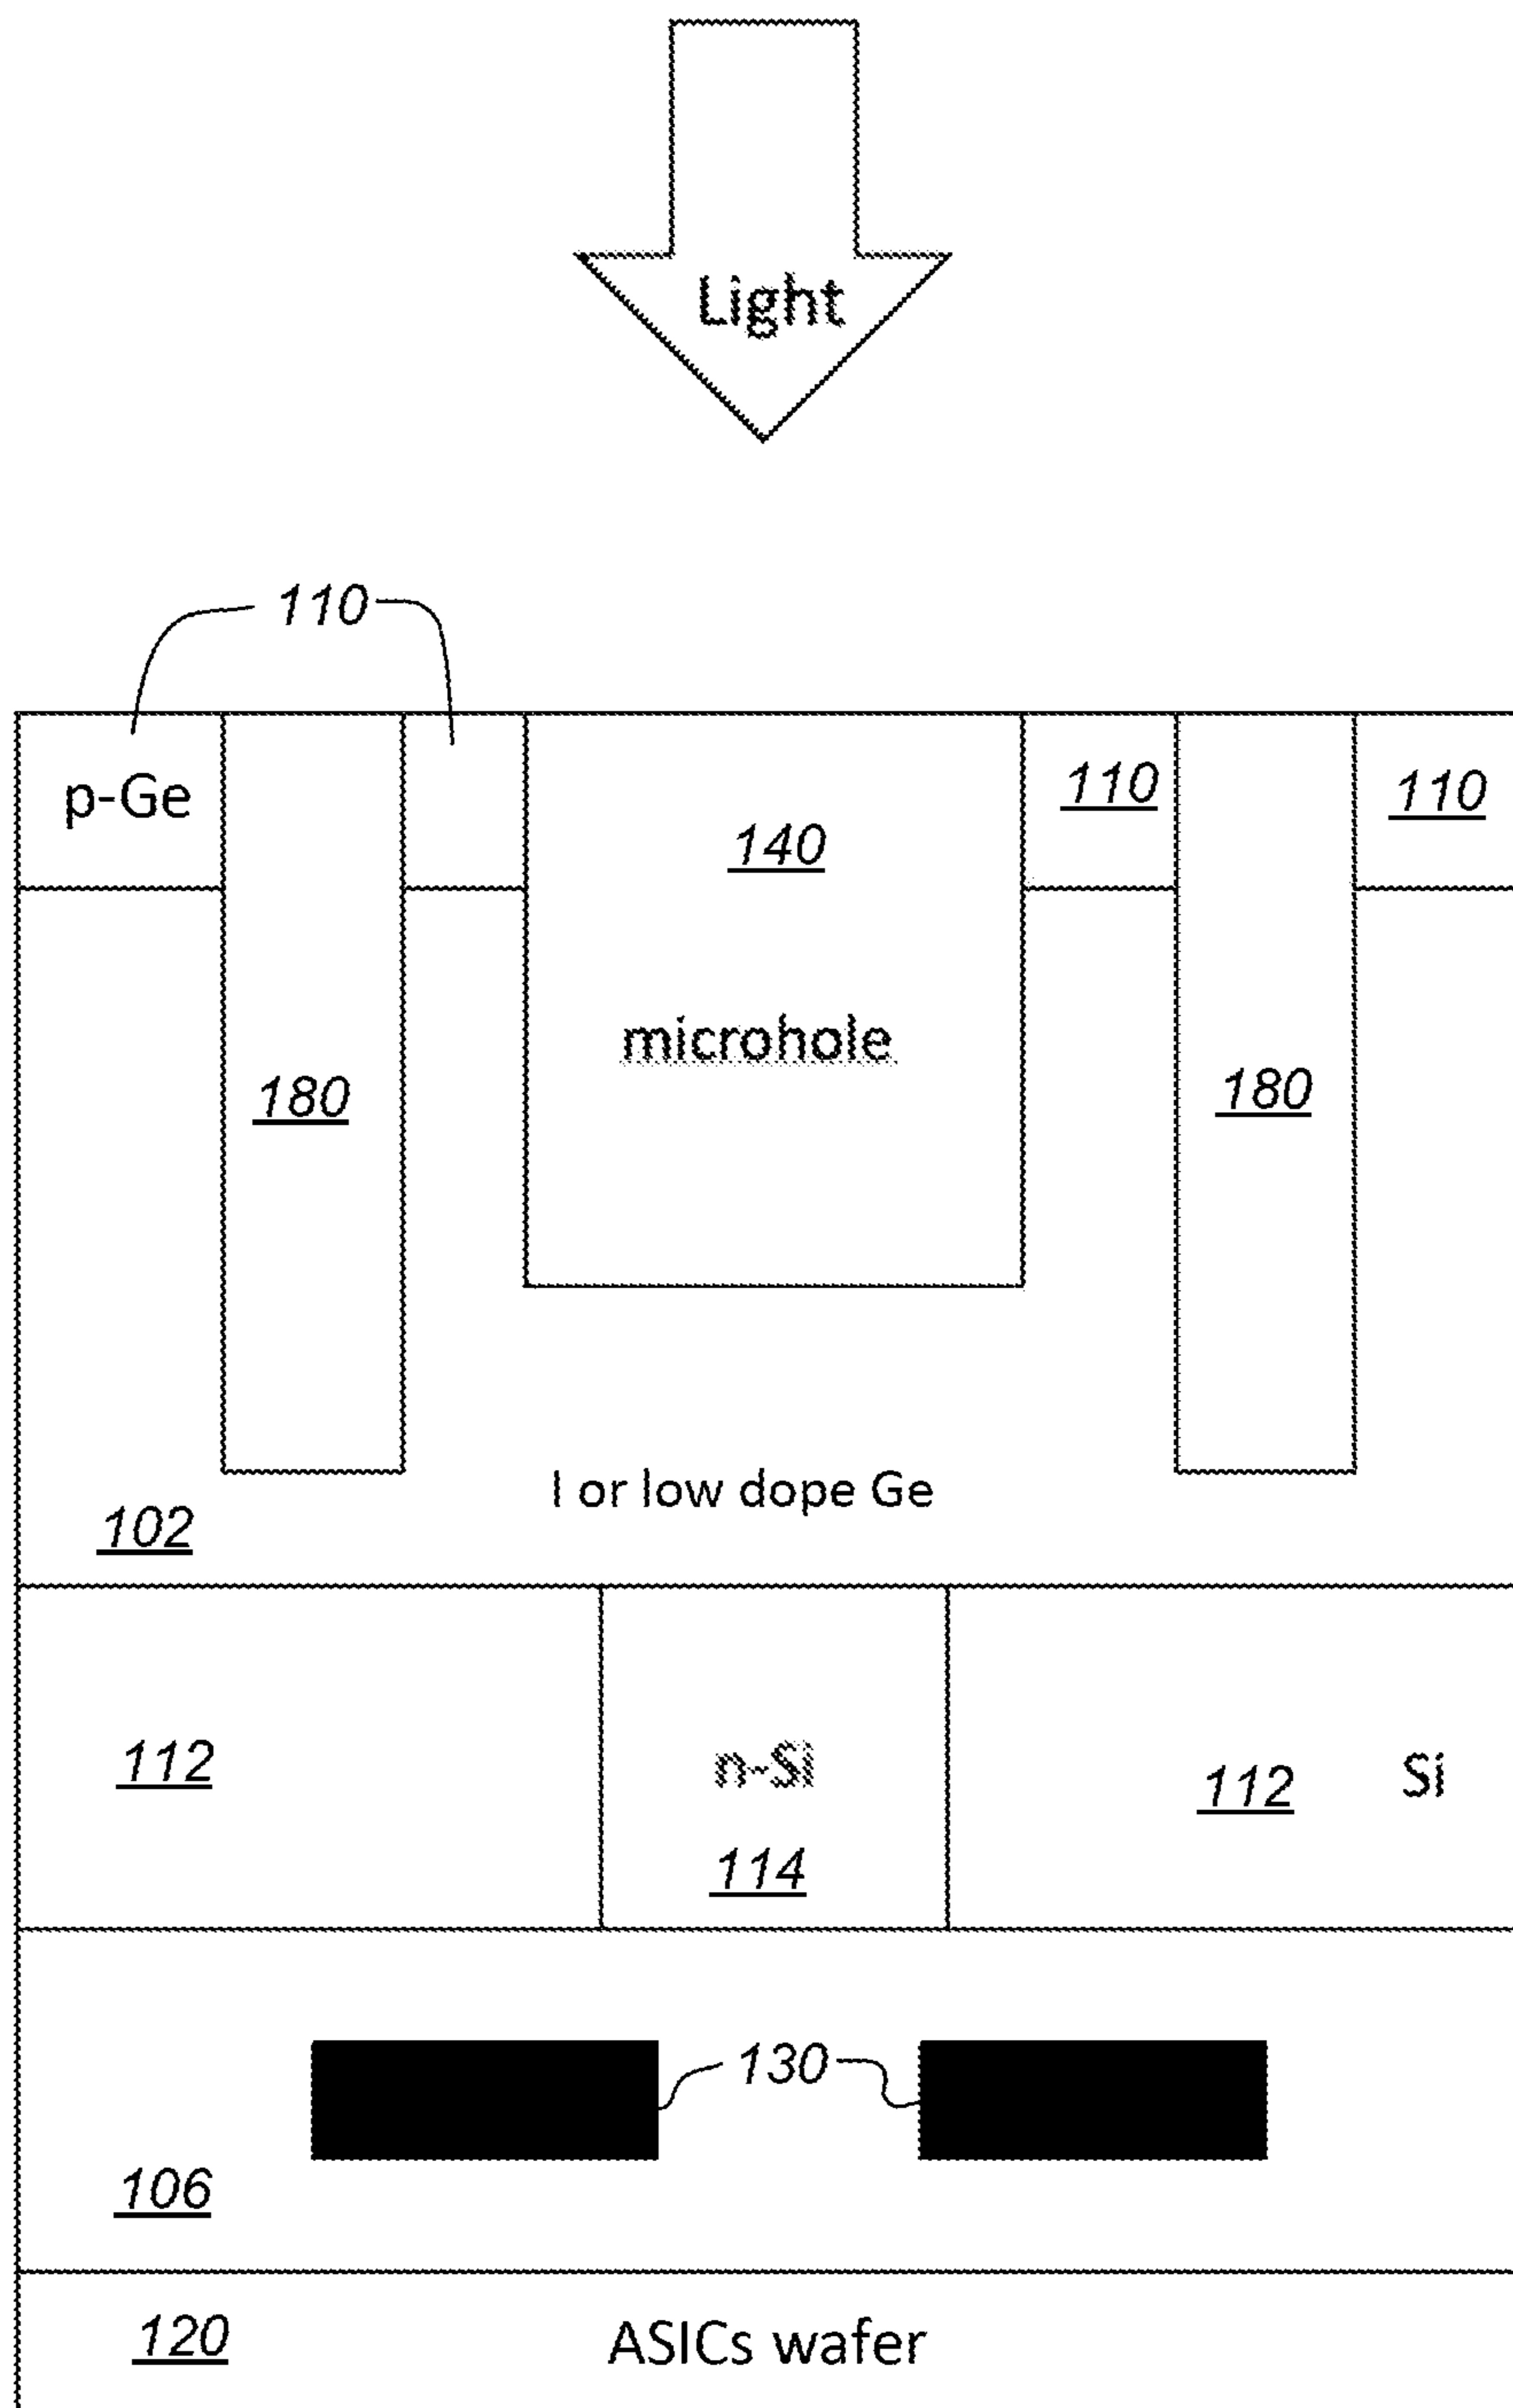 Light
110
p-Ge
110
110
140
microhole
180
180
I or low dope Ge
102
112
n-Si
112
Si
114
130
106
120
ASICs wafer